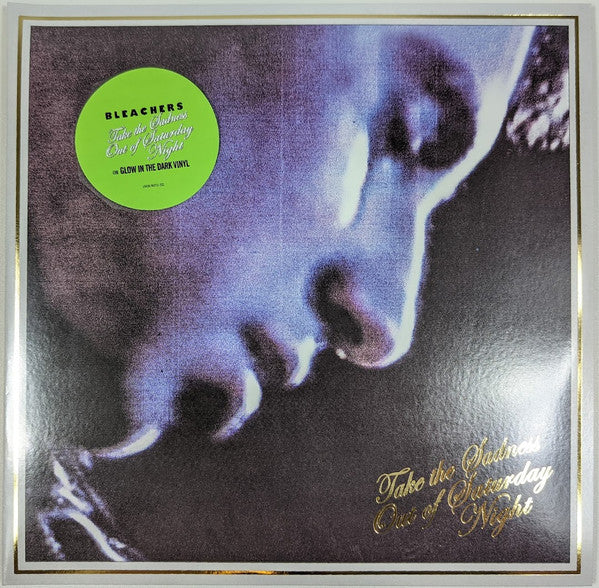 BLEACHERS
Take the Sadness
Out of Saturday
Night
ON GLOW IN THE DARK VINYL
Take the Sadness
Out of Saturday
Night